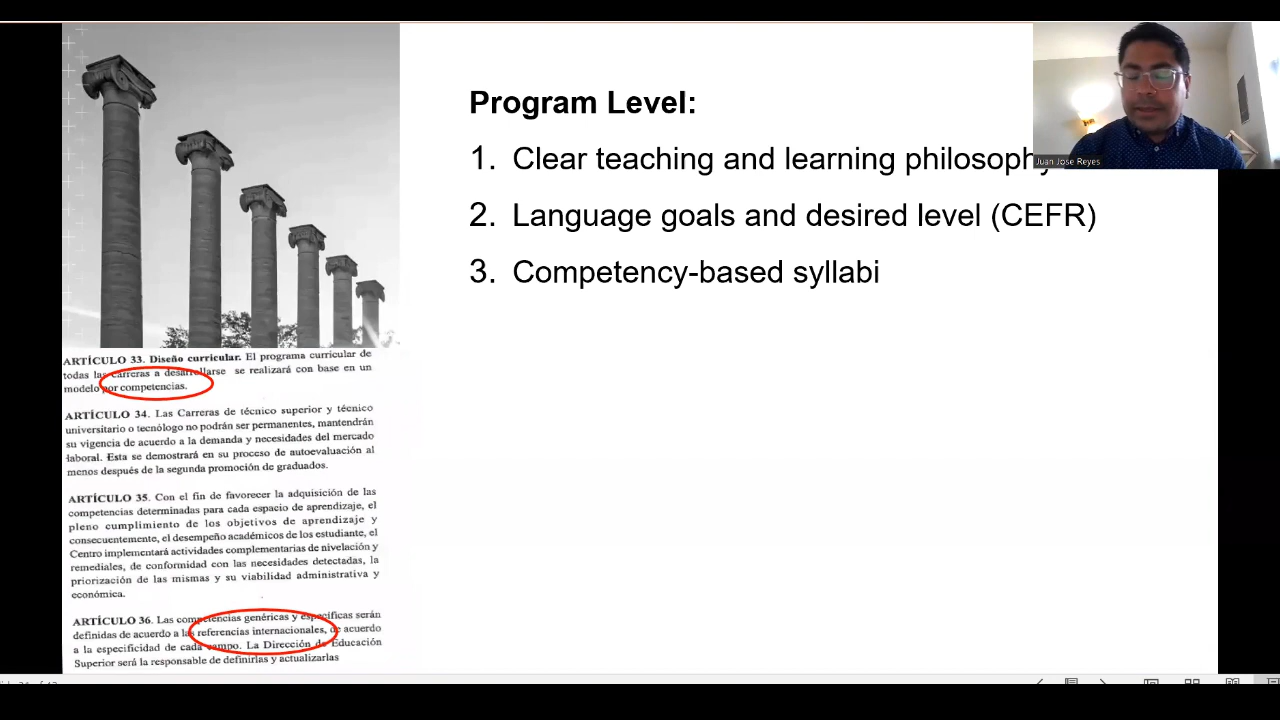 Program Level:
1. Clear teaching and learning philosophy
2. Language goals and desired level (CEFR)
3. Competency-based syllabi
Juan Jose Reyes
ARTÍCULO 33. Diseño curricular. El programa curricular de
todas las carreras a desarrollarse se realizará con base en un
modelo por competencias.
ARTÍCULO 34. Las Carreras de técnico superior y técnico
universitario o tecnólogo no podrán ser permanentes, mantendrán
su vigencia de acuerdo a la demanda y necesidades del mercado
laboral. Esta se demostrará en su proceso de autoevaluación al
menos después de la segunda promoción de graduados.
ARTÍCULO 35. Con el fin de favorecer la adquisición de las
competencias determinadas para cada espacio de aprendizaje, el
pleno cumplimiento de los objetivos de aprendizaje y
consecuentemente, el desempeño académicos de los estudiante, el
Centro implementará actividades complementarias de nivelación y
remediales, de conformidad con las necesidades detectadas, la
priorización de las mismas y su viabilidad administrativa y
económica.
ARTÍCULO 36. Las competencias genéricas y específicas serán
definidas de acuerdo a las referencias internacionales, de acuerdo
a la especificidad de cada campo. La Dirección de Educación
Superior será la responsable de definirlas y actualizarlas